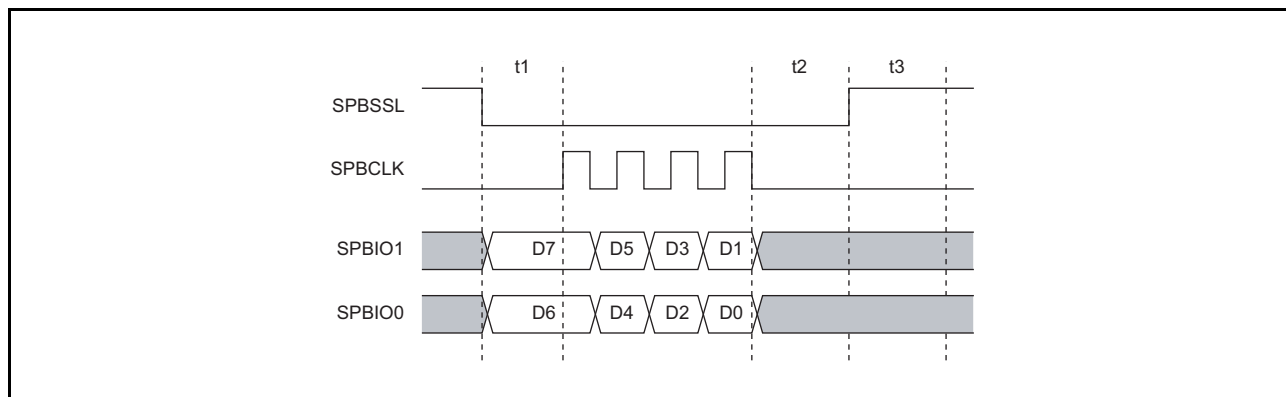 t1 t2 t3
SPBSSL
SPBCLK
SPBIO1 D7 D5 D3 D1
SPBIO0 D6 D4 D2 D0